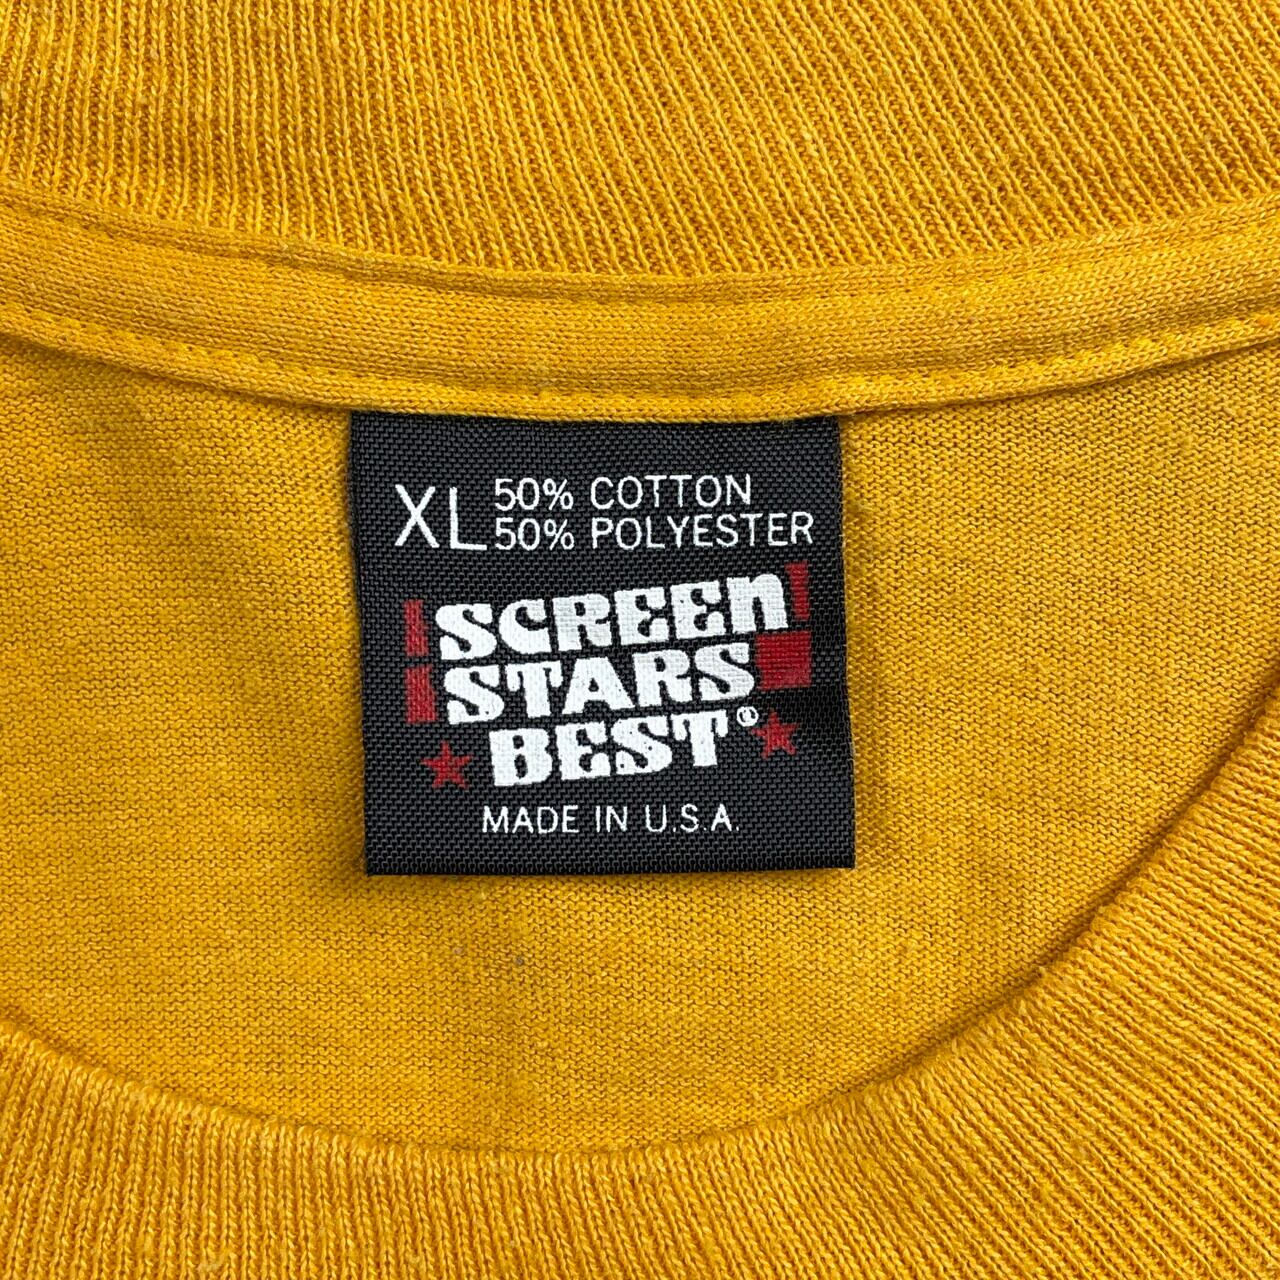 XL 50% COTTON
50% POLYESTER
SCREEn
STARS
BEST®
MADE IN U.S.A.